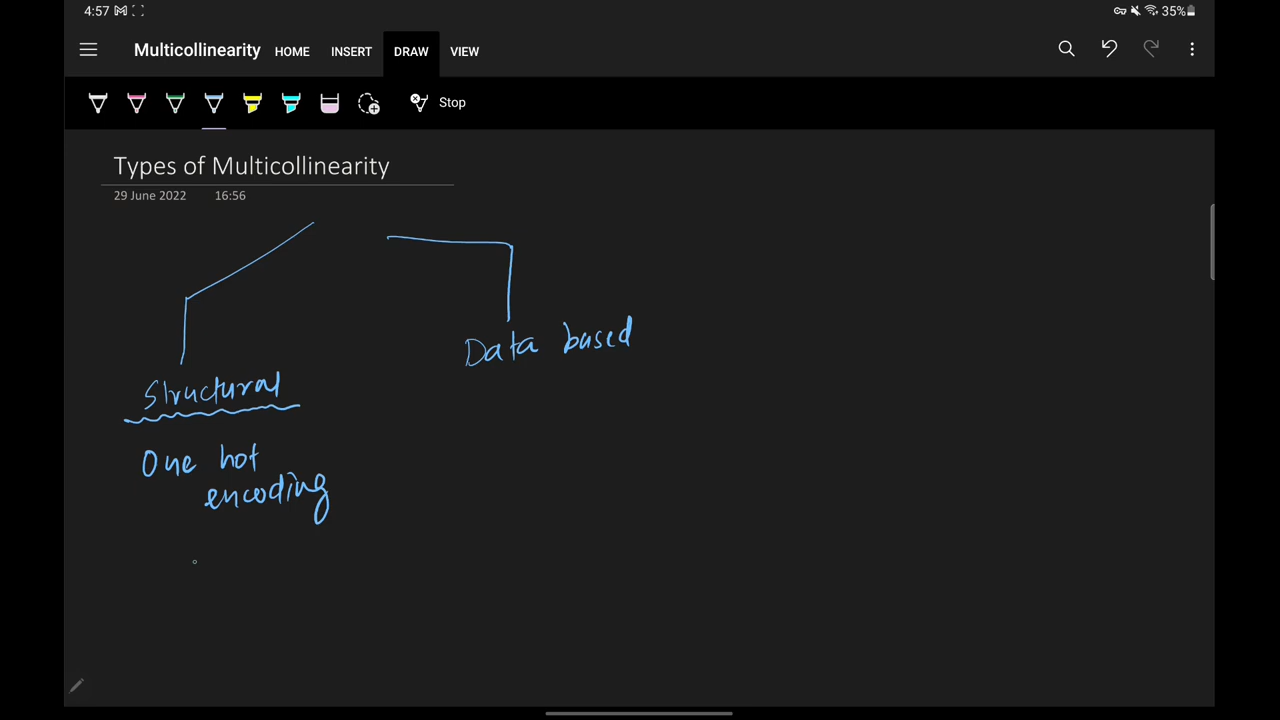 4:57 35%
Multicollinearity HOME INSERT DRAW VIEW
Stop
Types of Multicollinearity
29 June 2022 16:56
Data based
Structural
One hot
encoding